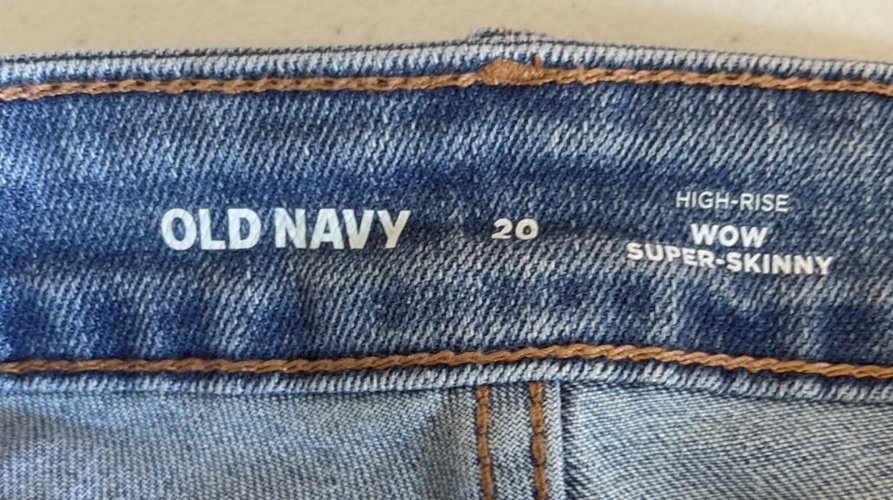 OLD NAVY
20
HIGH-RISE
WOW
SUPER-SKINNY